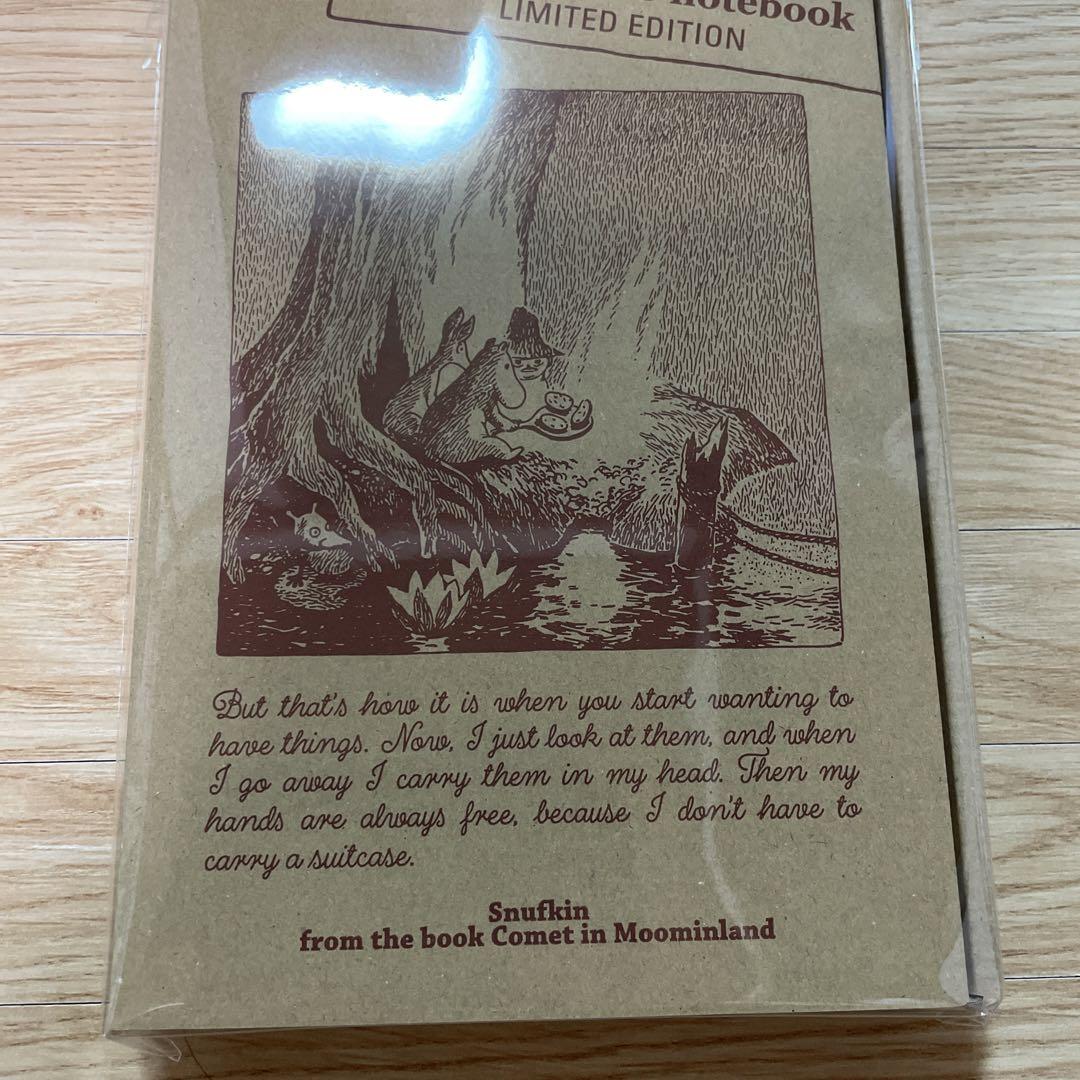 notebook
LIMITED EDITION
But that's how it is when you start wanting to
have things. Now, I just look at them, and when
I go away I carry them in my head. Then my
hands are always free, because I don't have to
carry a suitcase.
Snufkin
from the book Comet in Moominland